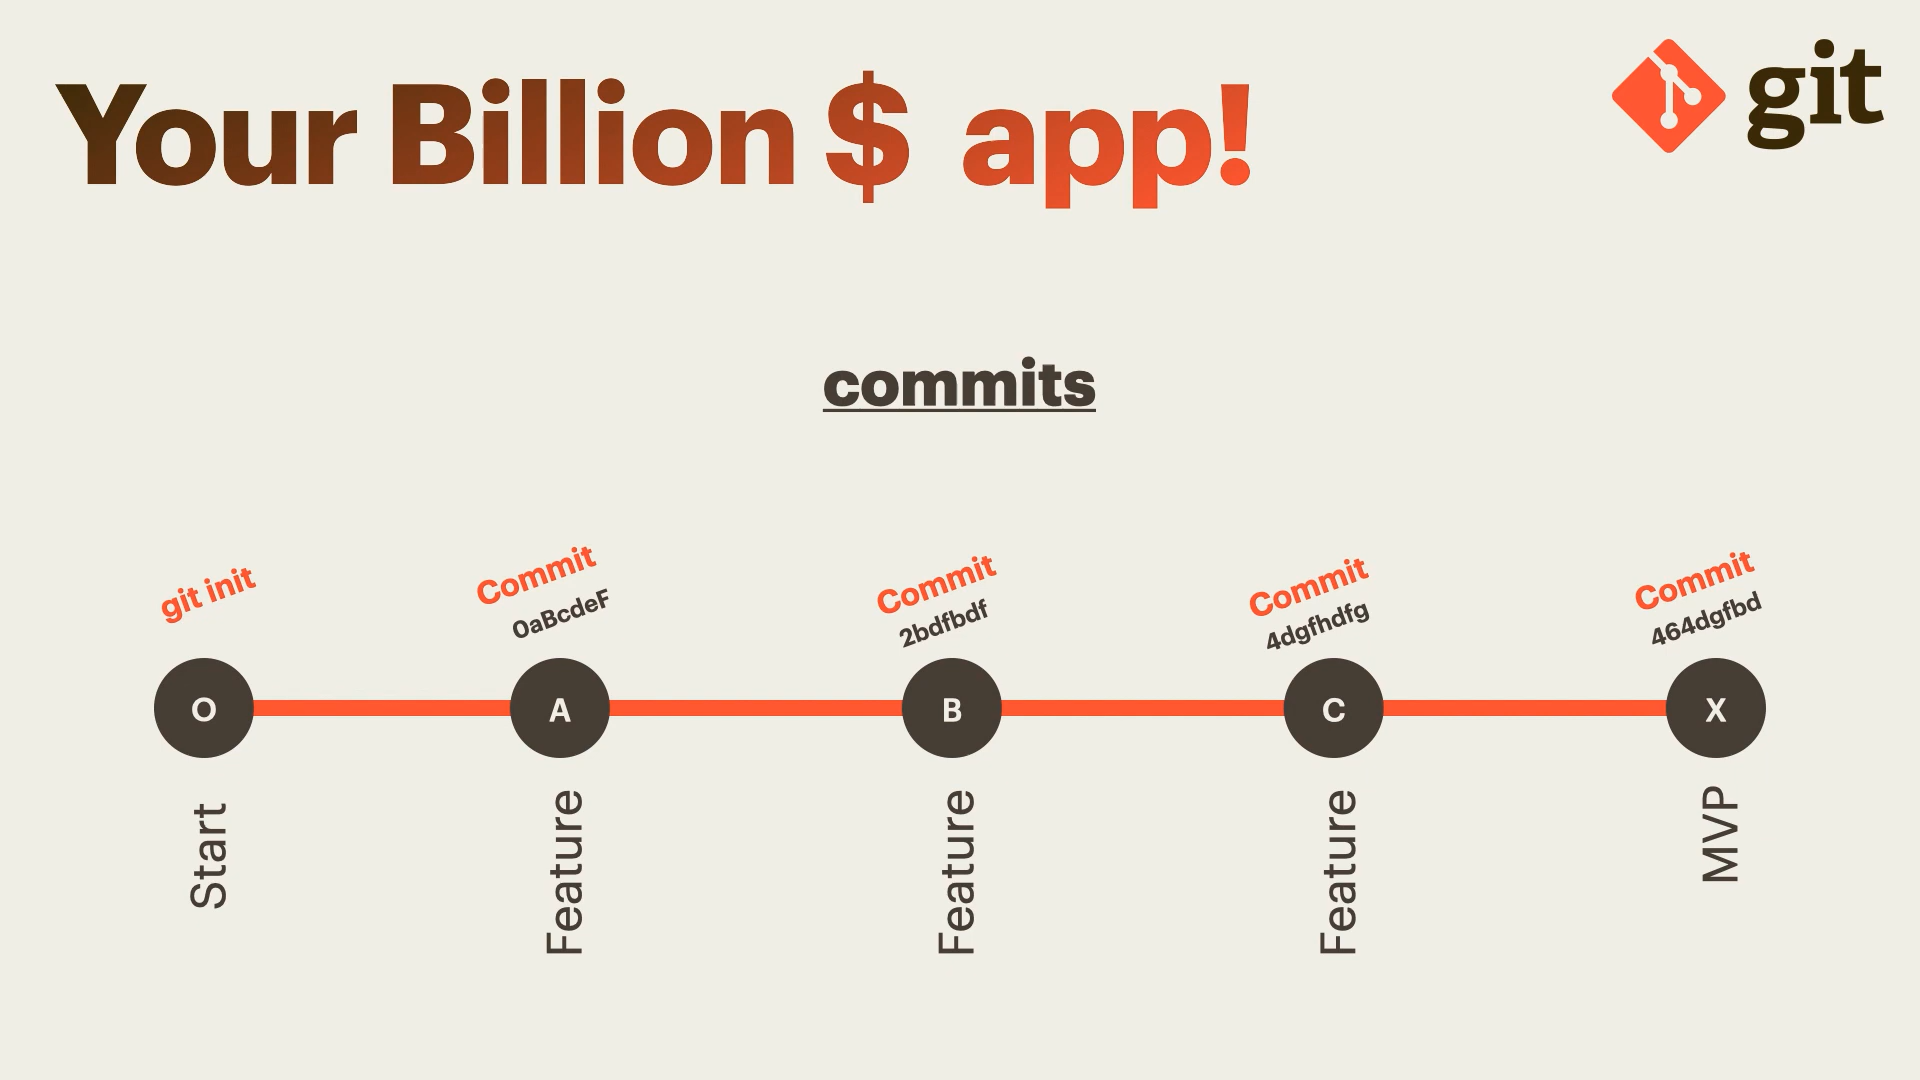 Your Billion $ app!
git
commits
git init
Commit
0aBcdeF
Commit
2bdfbdf
Commit
4dgfhdfg
Commit
464dgfbd
O
A
B
C
X
Start
Feature
Feature
Feature
MVP